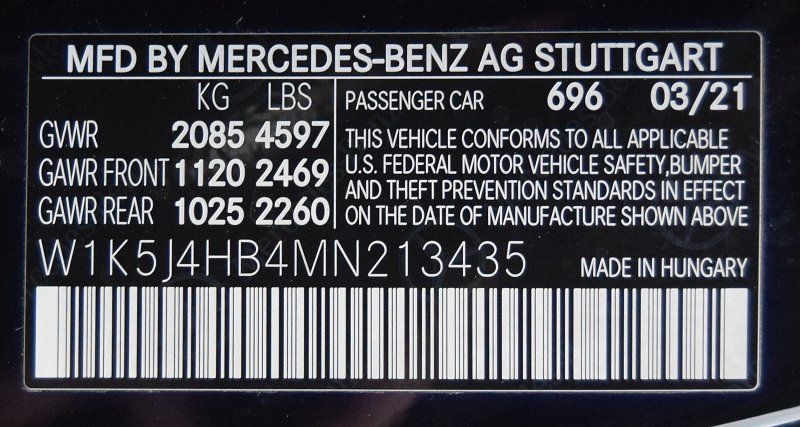 MFD BY MERCEDES-BENZ AG STUTTGART
KG LBS
GVWR 2085 4597
GAWR FRONT 1120 2469
GAWR REAR 1025 2260
PASSENGER CAR 696 03/21
THIS VEHICLE CONFORMS TO ALL APPLICABLE
U.S. FEDERAL MOTOR VEHICLE SAFETY,BUMPER
AND THEFT PREVENTION STANDARDS IN EFFECT
ON THE DATE OF MANUFACTURE SHOWN ABOVE
W1K5J4HB4MN213435
MADE IN HUNGARY